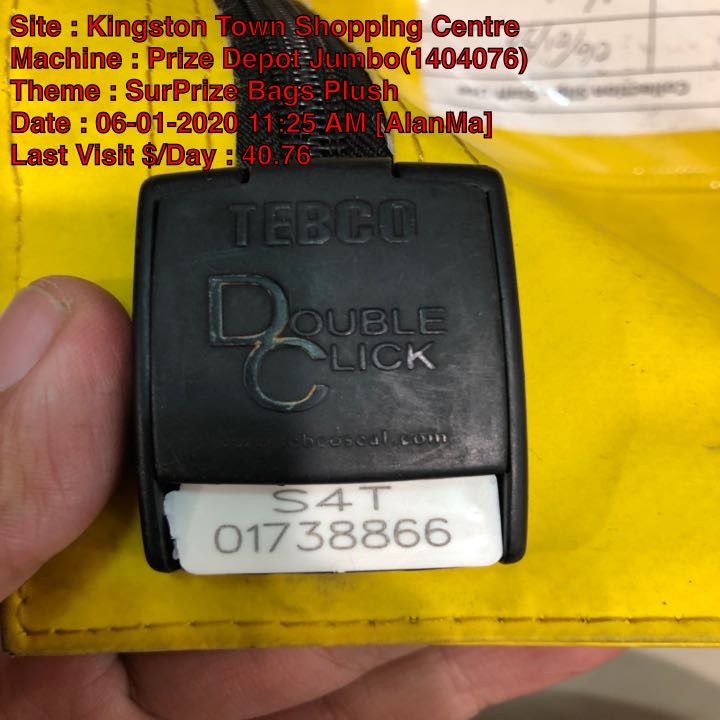 Site : Kingston Town Shopping Centre
Machine : Prize Depot Jumbo(1404076)
Theme : SurPrize Bags Plush
Date : 06-01-2020 11:25 AM [AlanMa]
Last Visit $/Day : 40.76
TEBCO
DOUBLE
CLICK
S4T
01738866